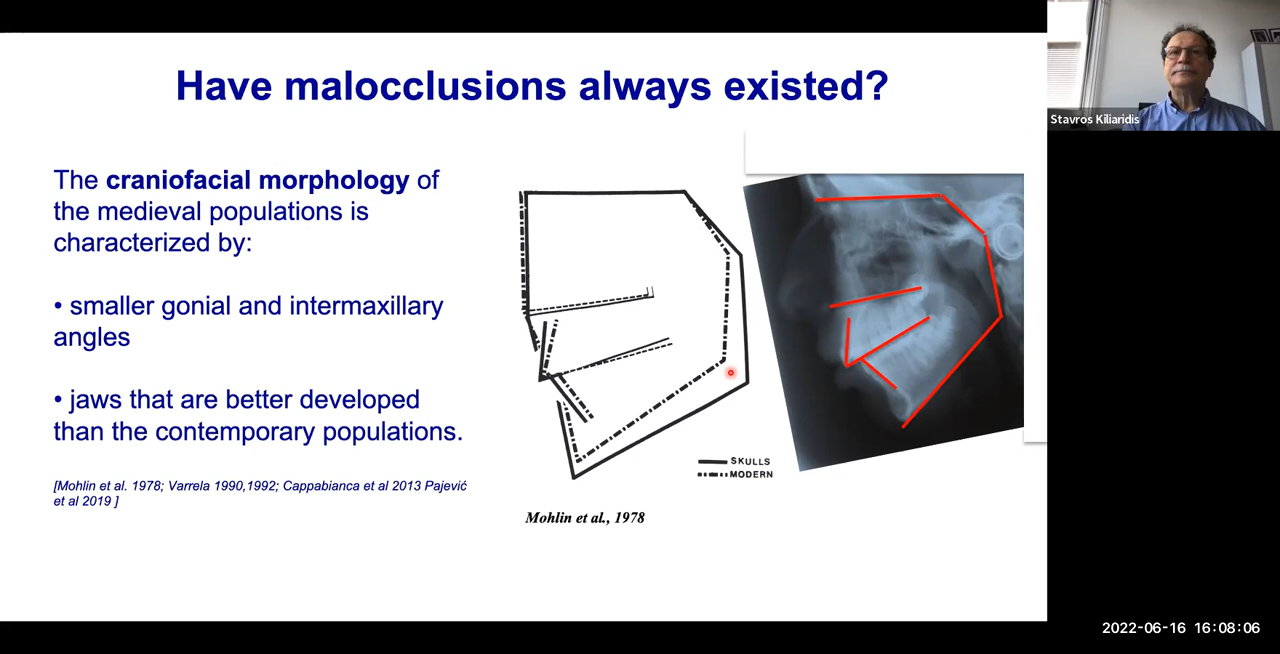 Have malocclusions always existed?
Stavros Kiliaridis
The craniofacial morphology of
the medieval populations is
characterized by:
• smaller gonial and intermaxillary
angles
• jaws that are better developed
than the contemporary populations.
[Mohlin et al. 1978; Varrela 1990,1992; Cappabianca et al 2013 Pajević
et al 2019 ]
SKULLS
MODERN
Mohlin et al., 1978
2022-06-16 16:08:06